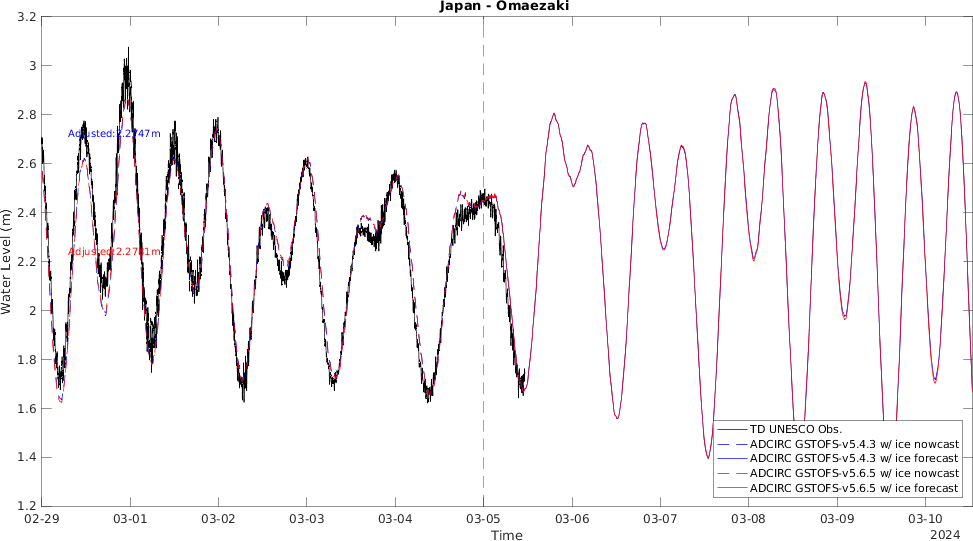 Japan - Omaezaki
3.2
3
2.8
2.6
2.4
2.2
2
1.8
1.6
1.4
1.2
Water Level (m)
Adjusted:2.2747m
TD UNESCO Obs.
ADCIRC GSTOFS-v5.4.3 w/ ice nowcast
ADCIRC GSTOFS-v5.4.3 w/ ice forecast
ADCIRC GSTOFS-v5.6.5 w/ ice nowcast
ADCIRC GSTOFS-v5.6.5 w/ ice forecast
02-29 03-01 03-02 03-03 03-04 03-05 03-06 03-07 03-08 03-09 03-10
Time
2024